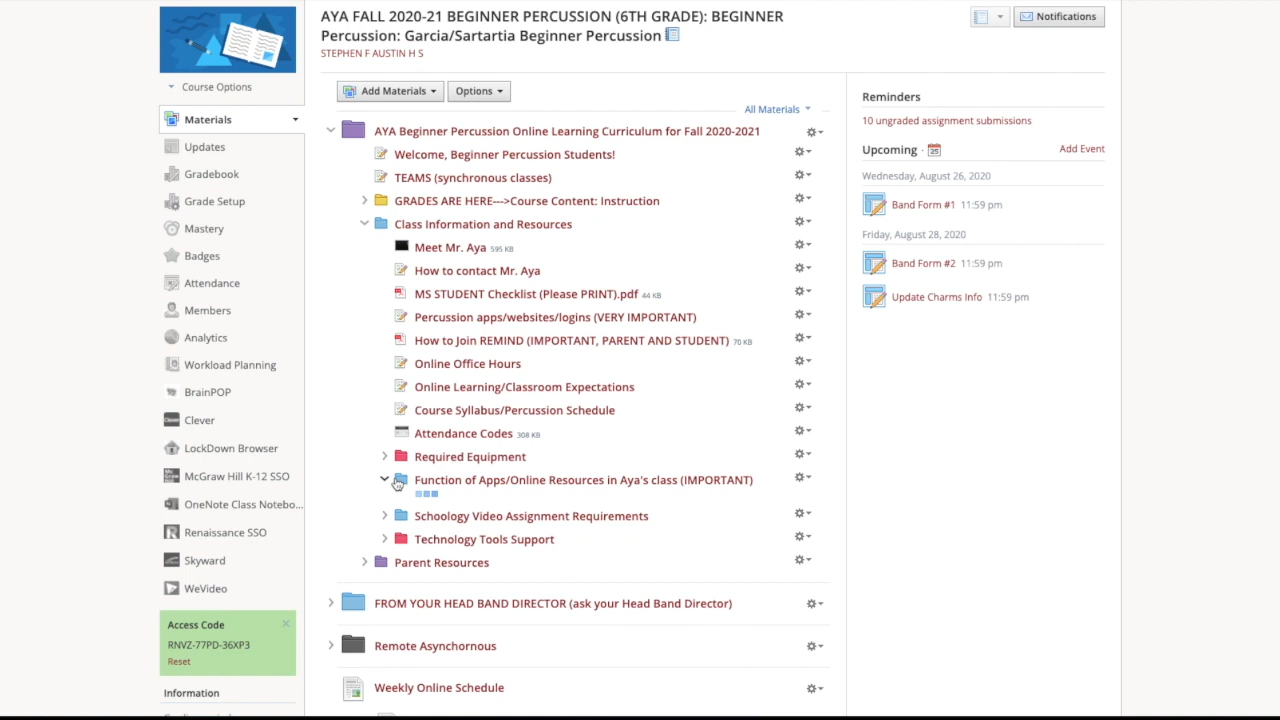 AYA FALL 2020-21 BEGINNER PERCUSSION (6TH GRADE): BEGINNER
Percussion: Garcia/Sartartia Beginner Percussion
STEPHEN F AUSTIN H S
Notifications
Course Options
Materials
Updates
Gradebook
Grade Setup
Mastery
Badges
Attendance
Members
Analytics
Workload Planning
BrainPOP
Clever
LockDown Browser
McGraw Hill K-12 SSO
OneNote Class Notebo...
Renaissance SSO
Skyward
WeVideo
Access Code
RNVZ-77PD-36XP3
Reset
Information
Add Materials
Options
All Materials
AYA Beginner Percussion Online Learning Curriculum for Fall 2020-2021
Welcome, Beginner Percussion Students!
TEAMS (synchronous classes)
GRADES ARE HERE--->Course Content: Instruction
Class Information and Resources
Meet Mr. Aya 595 KB
How to contact Mr. Aya
MS STUDENT Checklist (Please PRINT).pdf 44 KB
Percussion apps/websites/logins (VERY IMPORTANT)
How to Join REMIND (IMPORTANT, PARENT AND STUDENT) 70 KB
Online Office Hours
Online Learning/Classroom Expectations
Course Syllabus/Percussion Schedule
Attendance Codes 308 KB
Required Equipment
Function of Apps/Online Resources in Aya's class (IMPORTANT)
Schoology Video Assignment Requirements
Technology Tools Support
Parent Resources
FROM YOUR HEAD BAND DIRECTOR (ask your Head Band Director)
Remote Asynchornous
Weekly Online Schedule
Reminders
10 ungraded assignment submissions
Upcoming · 25 Add Event
Wednesday, August 26, 2020
Band Form #1 11:59 pm
Friday, August 28, 2020
Band Form #2 11:59 pm
Update Charms Info 11:59 pm